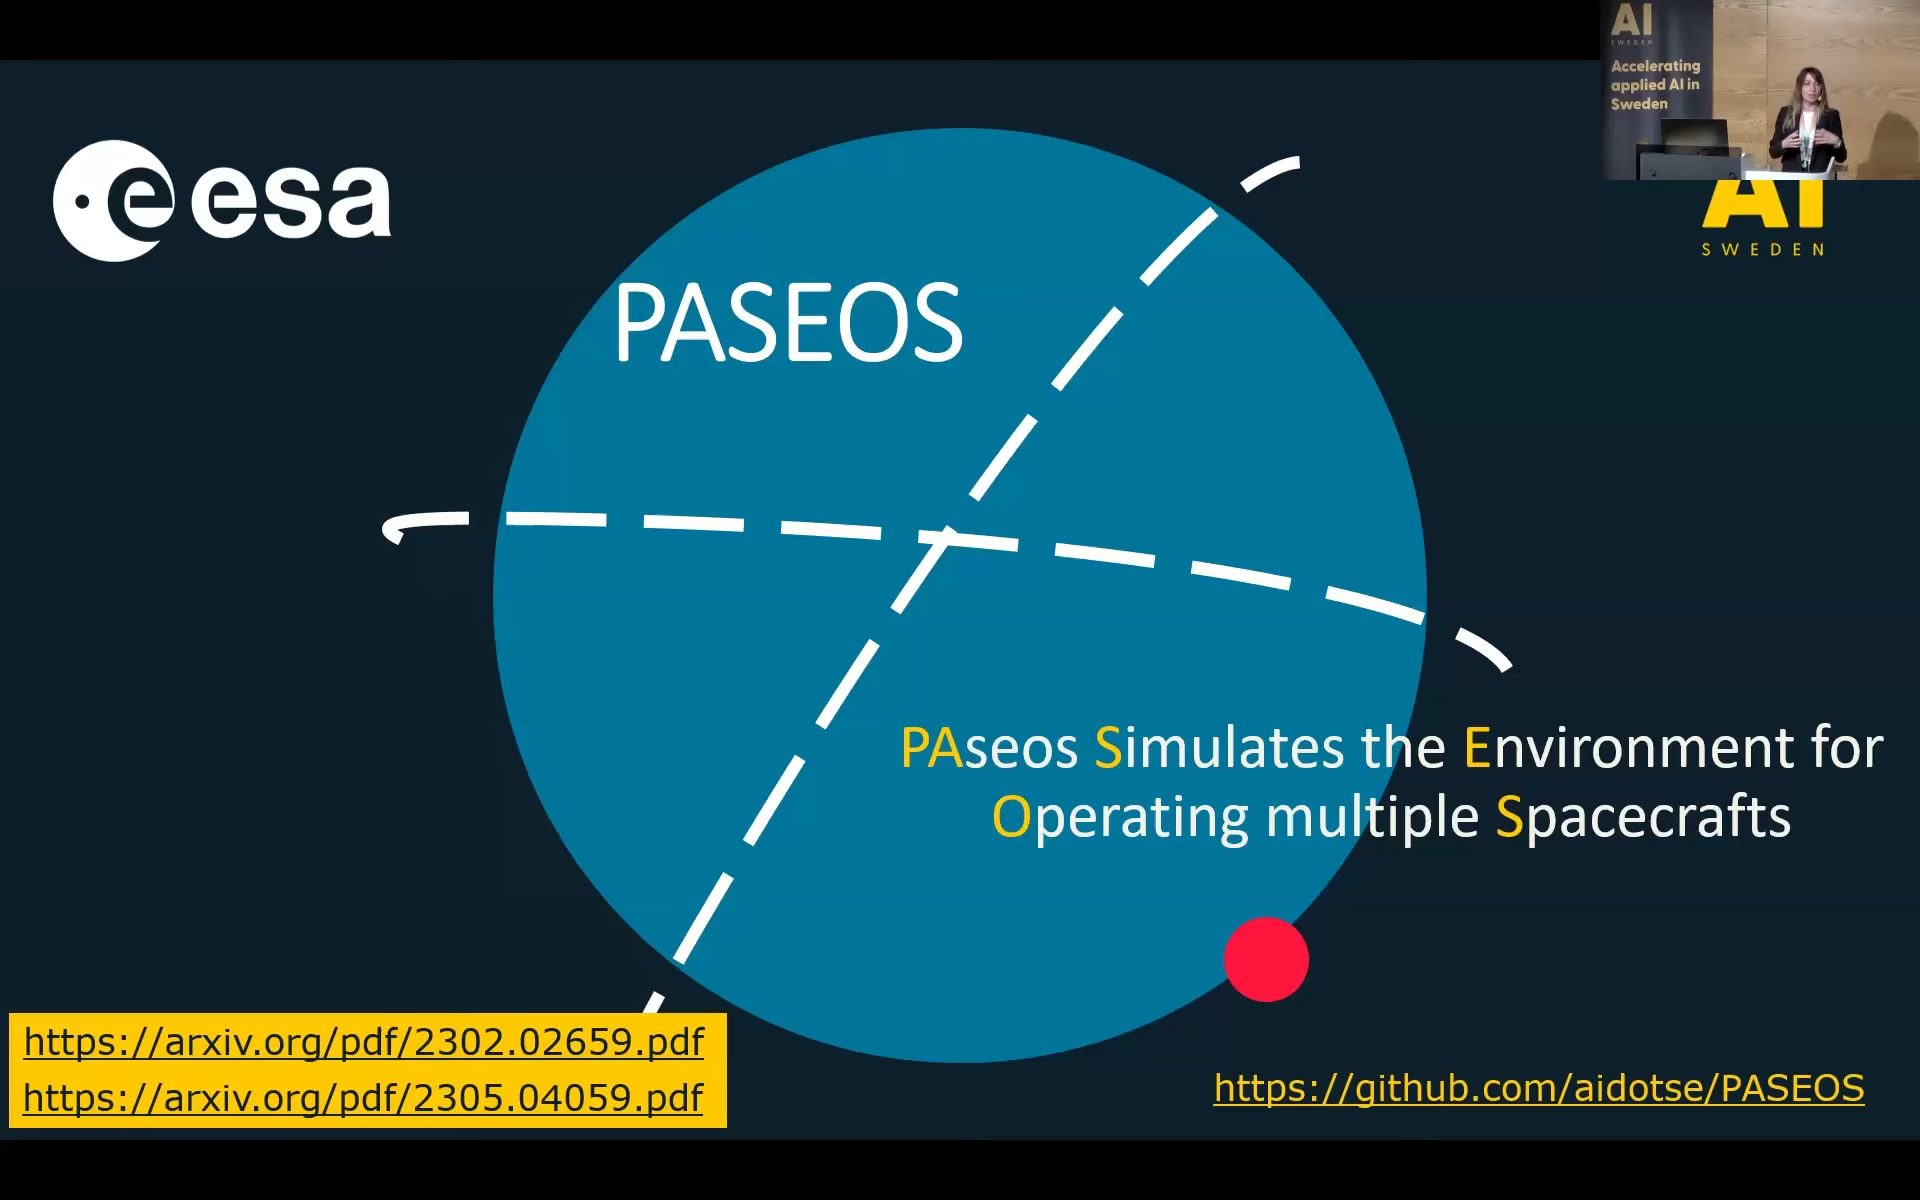 AI
SWEDEN
Accelerating
applied AI in
Sweden
esa
AI
SWEDEN
PASEOS
PAseos Simulates the Environment for
Operating multiple Spacecrafts
https://arxiv.org/pdf/2302.02659.pdf
https://arxiv.org/pdf/2305.04059.pdf
https://github.com/aidotse/PASEOS